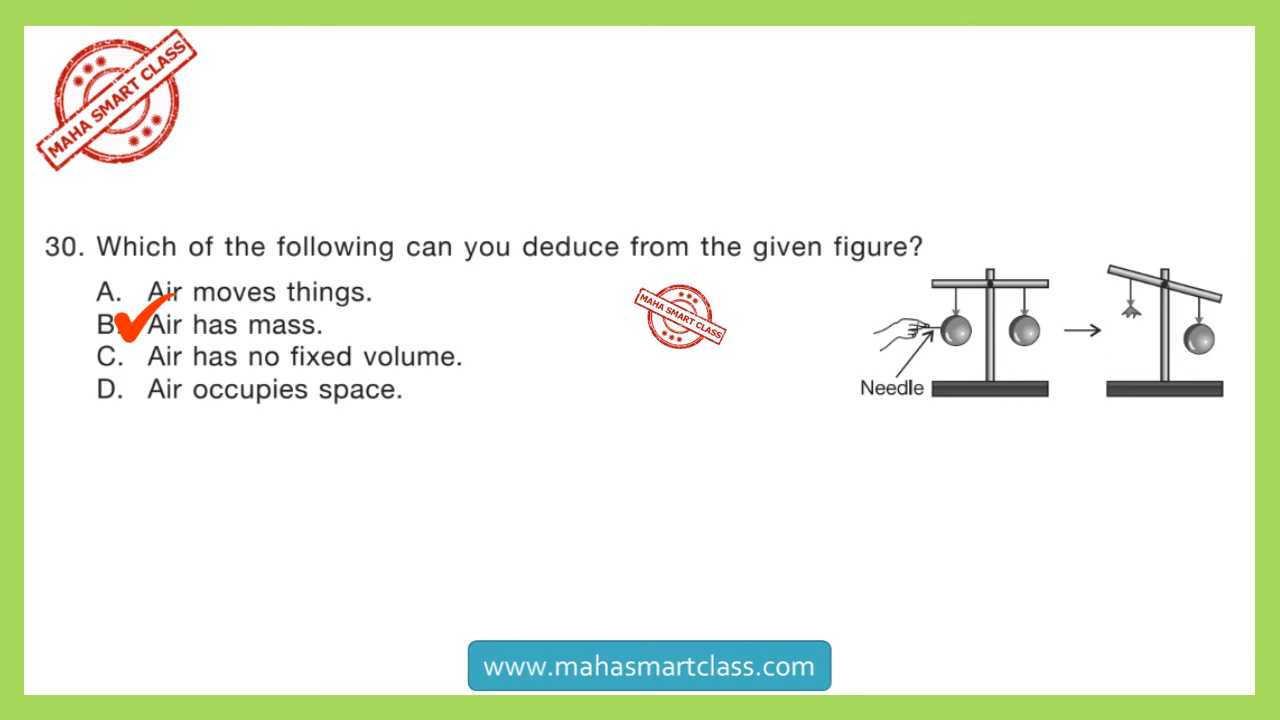 MAHA SMART CLASS
30. Which of the following can you deduce from the given figure?
A. Air moves things.
B. Air has mass.
C. Air has no fixed volume.
D. Air occupies space.
MAHA SMART CLASS
Needle
www.mahasmartclass.com